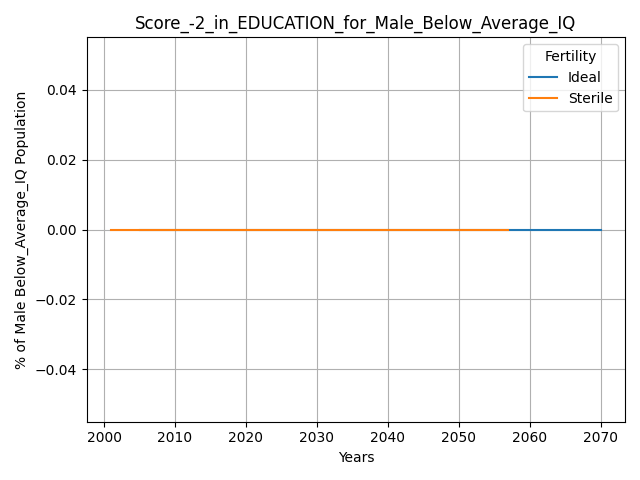 Score_-2_in_EDUCATION_for_Male_Below_Average_IQ
Fertility
Ideal
Sterile
% of Male Below_Average_IQ Population
0.04
0.02
0.00
−0.02
−0.04
2000 2010 2020 2030 2040 2050 2060 2070
Years